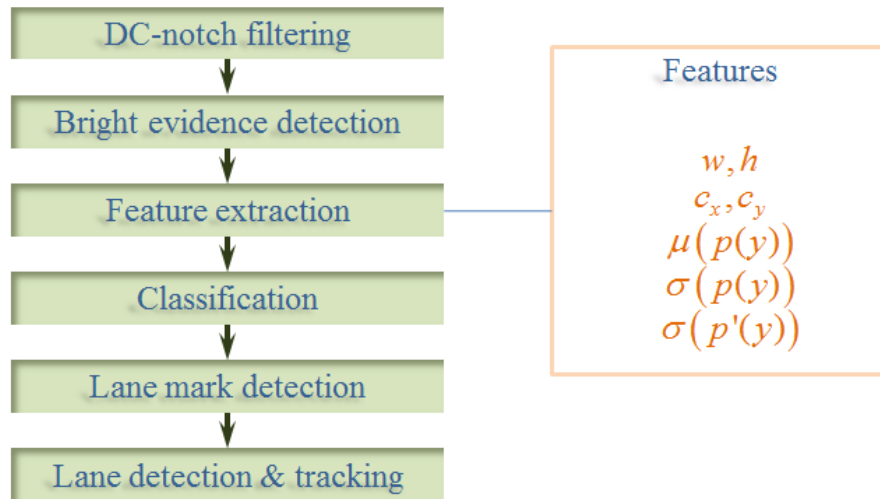 DC-notch filtering
Bright evidence detection
Feature extraction
Classification
Lane mark detection
Lane detection & tracking
Features
w, h
c_x, c_y
μ(p(y))
σ(p(y))
σ(p'(y))